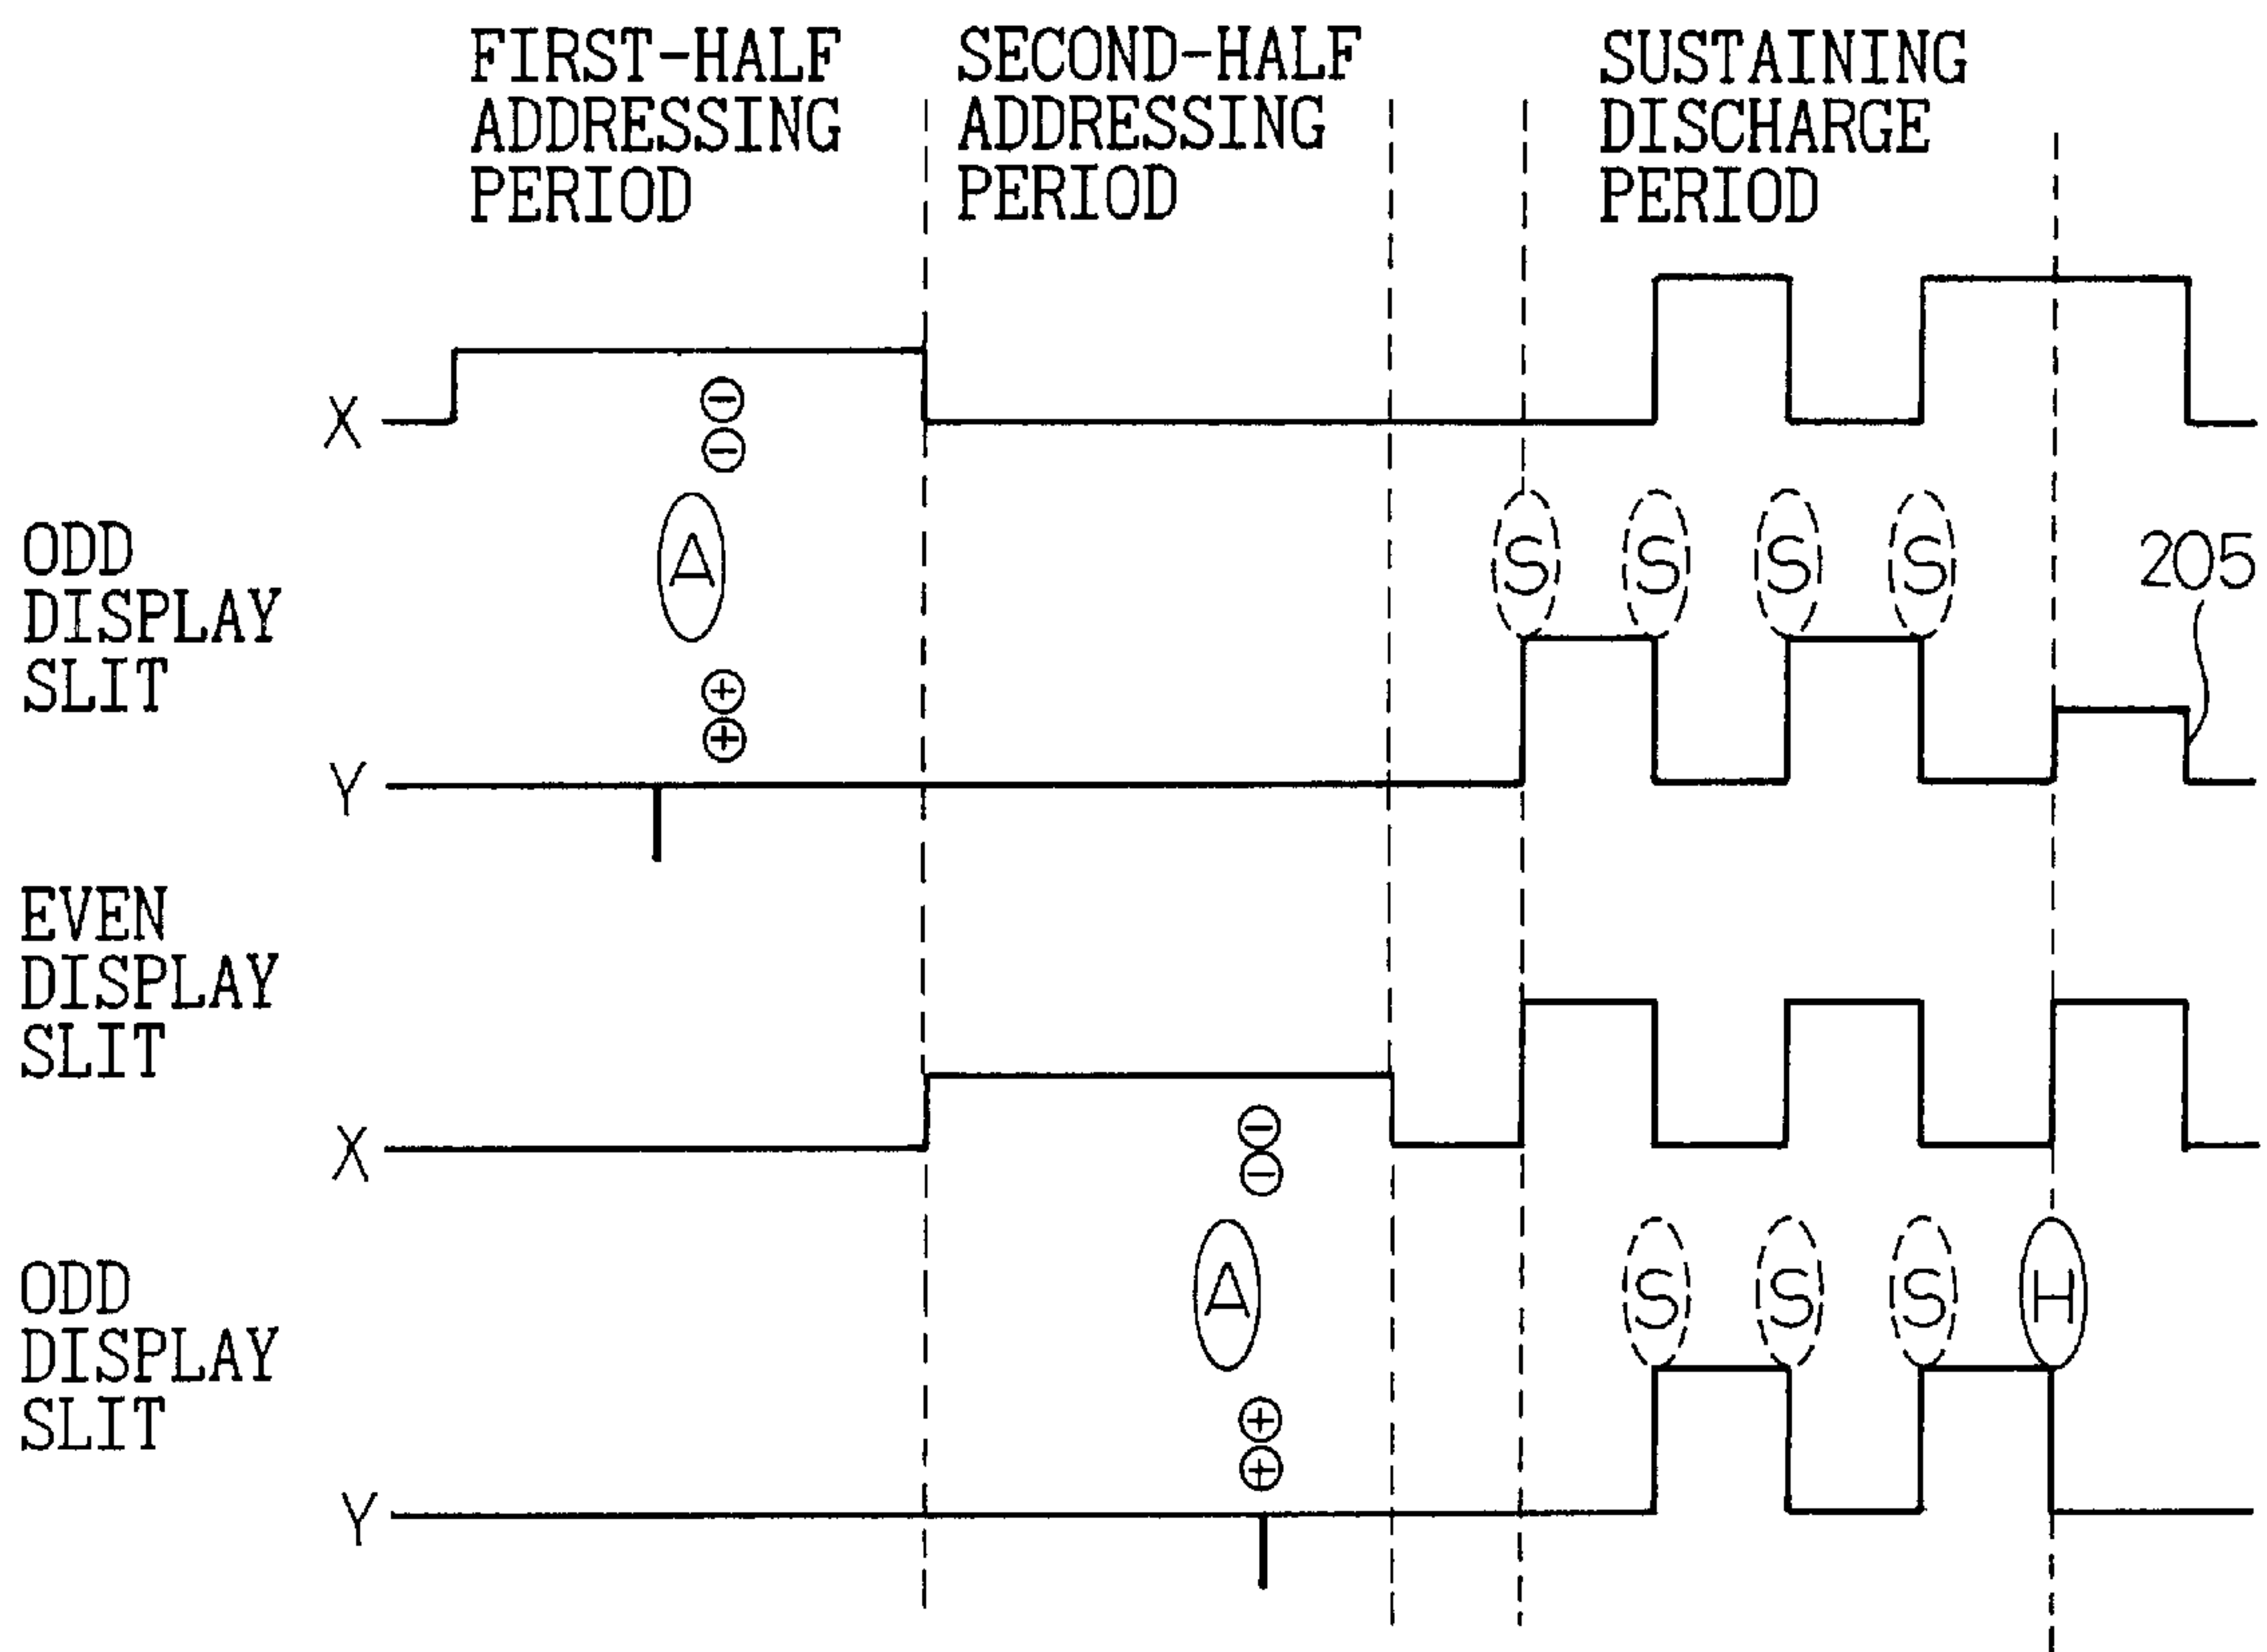 FIRST-HALF
ADDRESSING
PERIOD
SECOND-HALF
ADDRESSING
PERIOD
SUSTAINING
DISCHARGE
PERIOD
X
⊖
⊖
ODD
DISPLAY
SLIT
A
S S S S
205
⊕
⊕
Y
EVEN
DISPLAY
SLIT
X
⊖
⊖
ODD
DISPLAY
SLIT
A
S S S H
⊕
⊕
Y